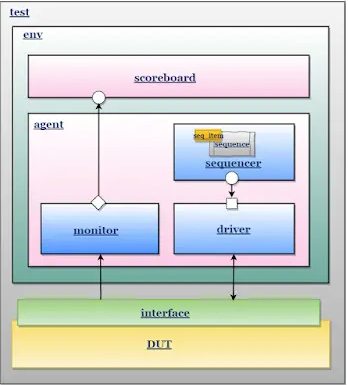 test
env
scoreboard
agent
seq_item
sequence
sequencer
monitor
driver
interface
DUT